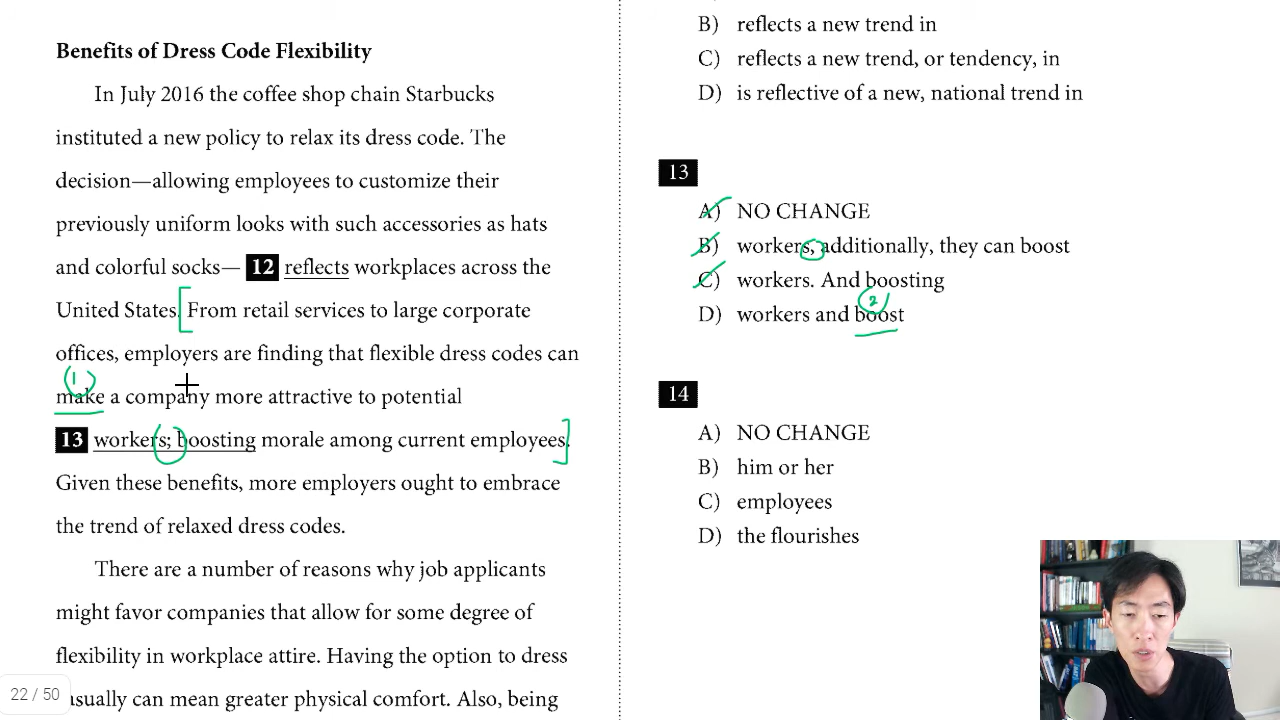 Benefits of Dress Code Flexibility
In July 2016 the coffee shop chain Starbucks
instituted a new policy to relax its dress code. The
decision—allowing employees to customize their
previously uniform looks with such accessories as hats
and colorful socks— 12 reflects workplaces across the
United States. From retail services to large corporate
offices, employers are finding that flexible dress codes can
1
make a company more attractive to potential
13 workers; boosting morale among current employees.
Given these benefits, more employers ought to embrace
the trend of relaxed dress codes.
There are a number of reasons why job applicants
might favor companies that allow for some degree of
flexibility in workplace attire. Having the option to dress
casually can mean greater physical comfort. Also, being
22 / 50
B) reflects a new trend in
C) reflects a new trend, or tendency, in
D) is reflective of a new, national trend in
13
A) NO CHANGE
B) workers, additionally, they can boost
C) workers. And boosting
2
D) workers and boost
14
A) NO CHANGE
B) him or her
C) employees
D) the flourishes